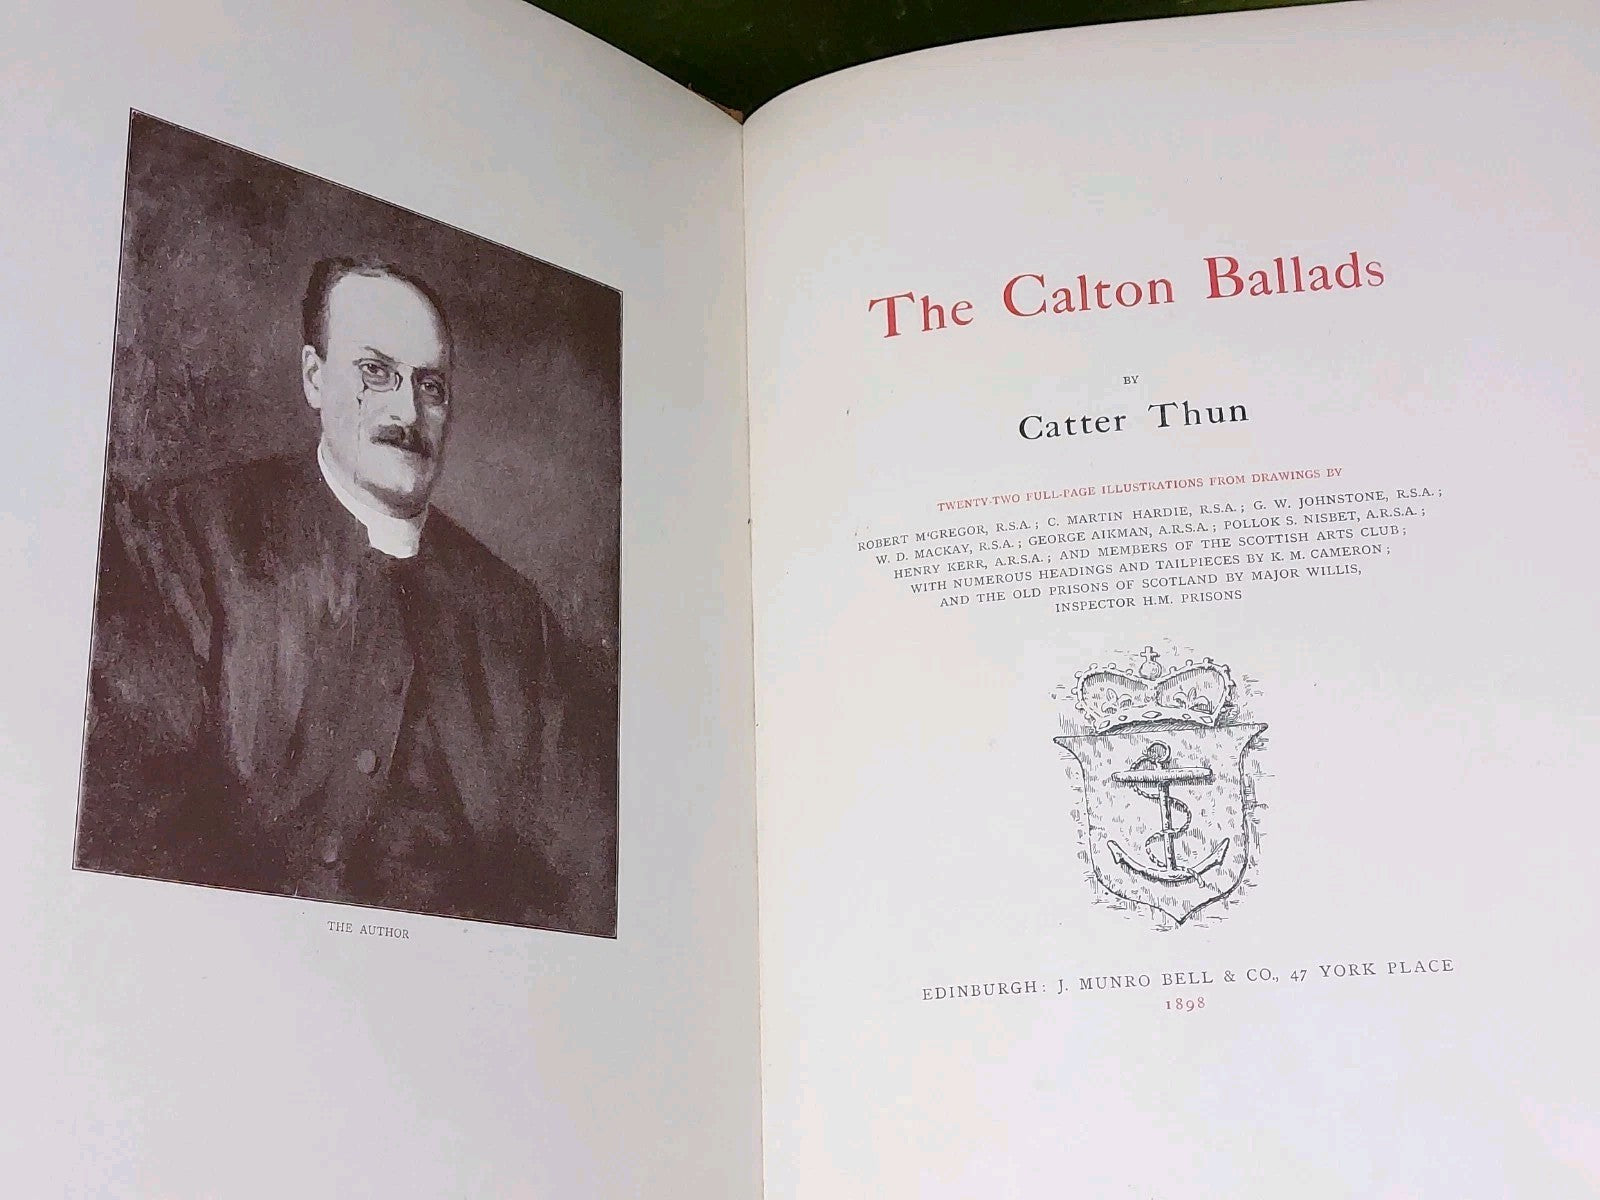 THE AUTHOR
The Calton Ballads
BY
Catter Thun
TWENTY-TWO FULL-PAGE ILLUSTRATIONS FROM DRAWINGS BY
ROBERT M'GREGOR, R.S.A.; C. MARTIN HARDIE, R.S.A.; G. W. JOHNSTONE, R.S.A.;
W. D. MACKAY, R.S.A.; GEORGE AIKMAN, A.R.S.A.; POLLOK S. NISBET, A.R.S.A.;
HENRY KERR, A.R.S.A.; AND MEMBERS OF THE SCOTTISH ARTS CLUB;
WITH NUMEROUS HEADINGS AND TAILPIECES BY K. M. CAMERON;
AND THE OLD PRISONS OF SCOTLAND BY MAJOR WILLIS,
INSPECTOR H.M. PRISONS
EDINBURGH: J. MUNRO BELL & CO., 47 YORK PLACE
1898